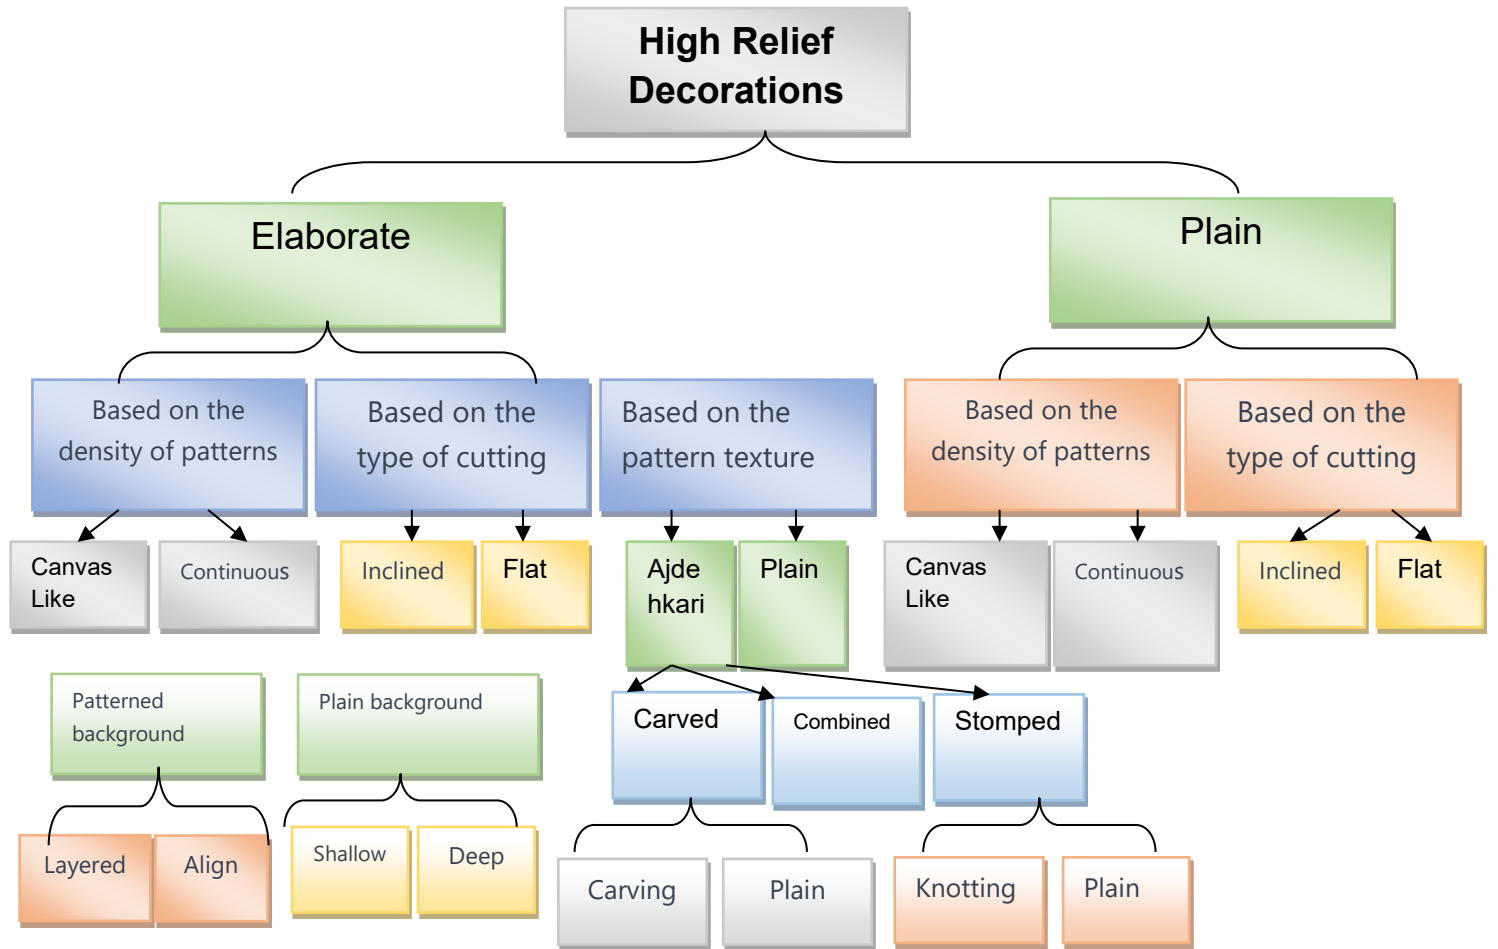 High Relief
Decorations
Elaborate
Plain
Based on the
density of patterns
Based on the
type of cutting
Based on the
pattern texture
Based on the
density of patterns
Based on the
type of cutting
Canvas
Like
Continuous
Inclined
Flat
Ajde
hkari
Plain
Canvas
Like
Continuous
Inclined
Flat
Patterned
background
Plain background
Carved
Combined
Stomped
Layered
Align
Shallow
Deep
Carving
Plain
Knotting
Plain